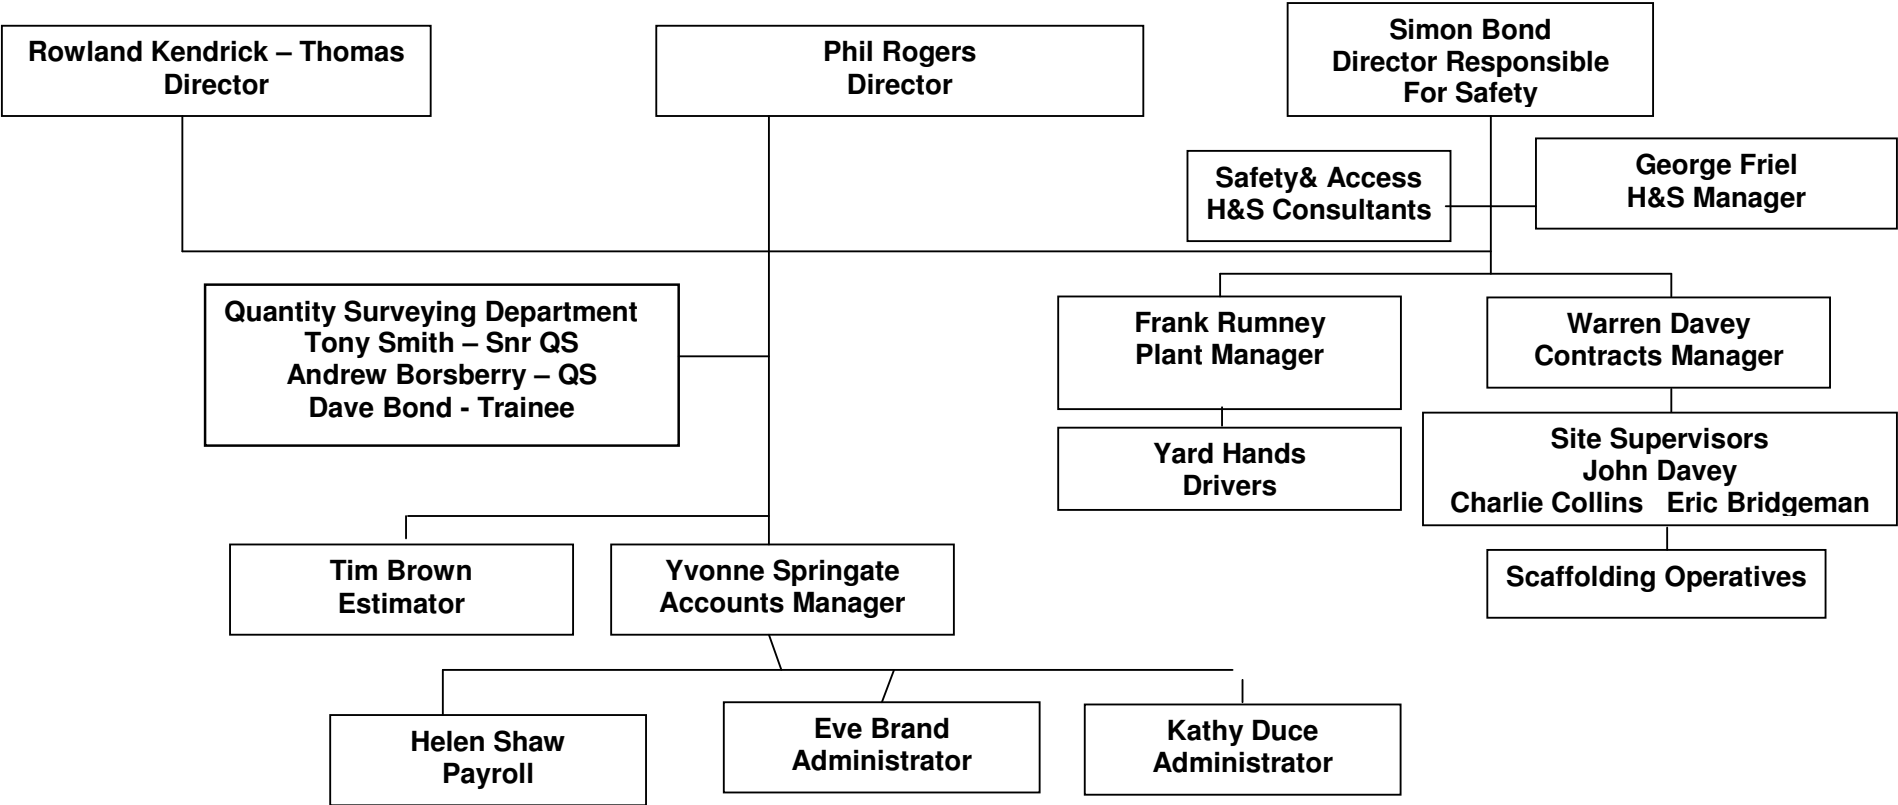 Rowland Kendrick – Thomas
Director
Phil Rogers
Director
Simon Bond
Director Responsible
For Safety
Safety& Access
H&S Consultants
George Friel
H&S Manager
Quantity Surveying Department
Tony Smith – Snr QS
Andrew Borsberry – QS
Dave Bond - Trainee
Frank Rumney
Plant Manager
Warren Davey
Contracts Manager
Yard Hands
Drivers
Site Supervisors
John Davey
Charlie Collins   Eric Bridgeman
Scaffolding Operatives
Tim Brown
Estimator
Yvonne Springate
Accounts Manager
Helen Shaw
Payroll
Eve Brand
Administrator
Kathy Duce
Administrator